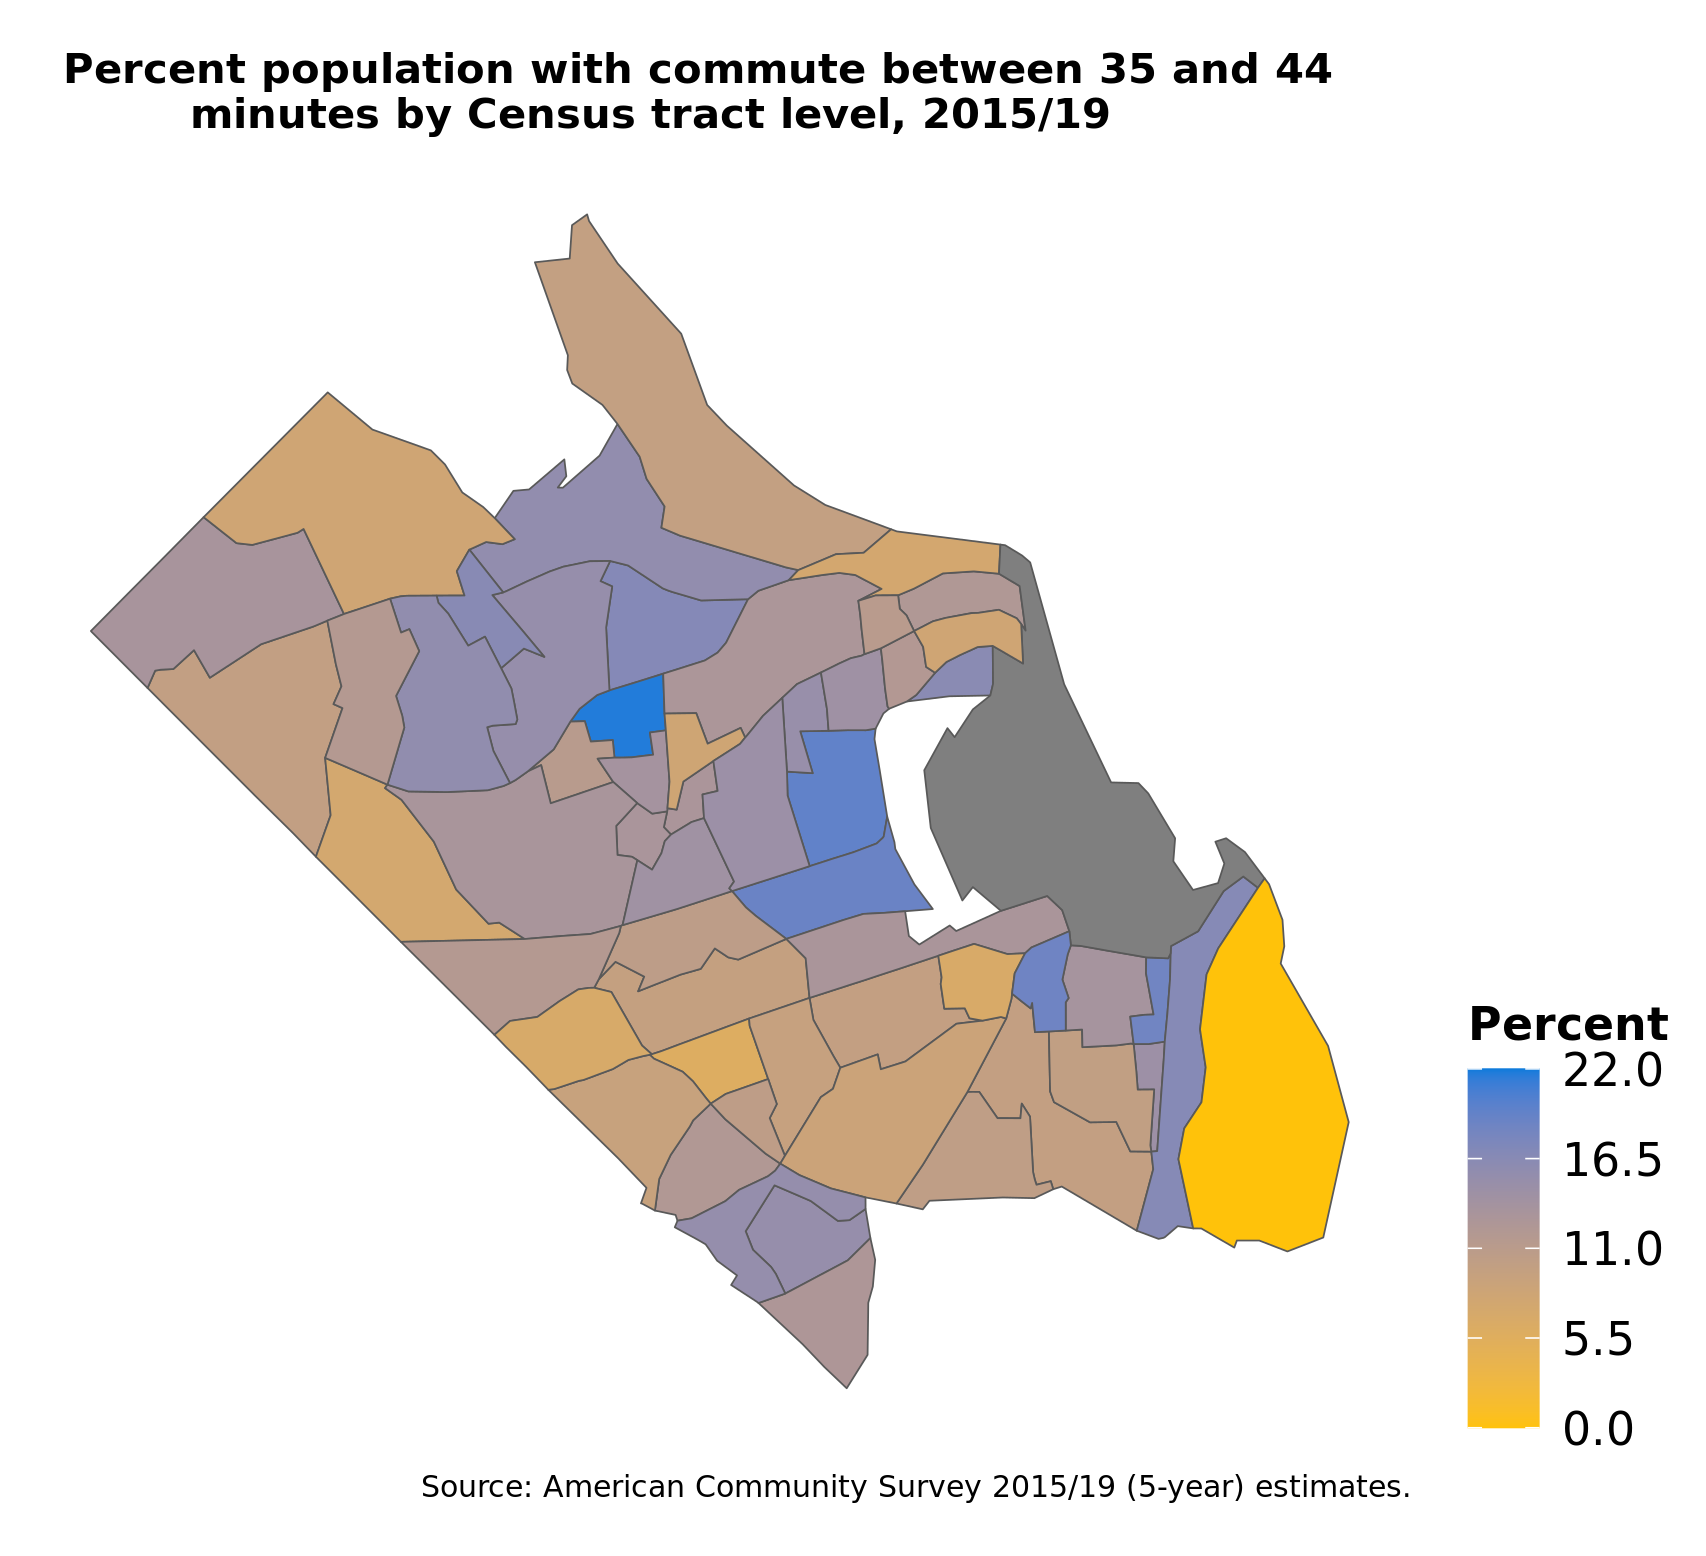 Percent population with commute between 35 and 44
minutes by Census tract level, 2015/19
Percent
22.0
16.5
11.0
5.5
0.0
Source: American Community Survey 2015/19 (5-year) estimates.